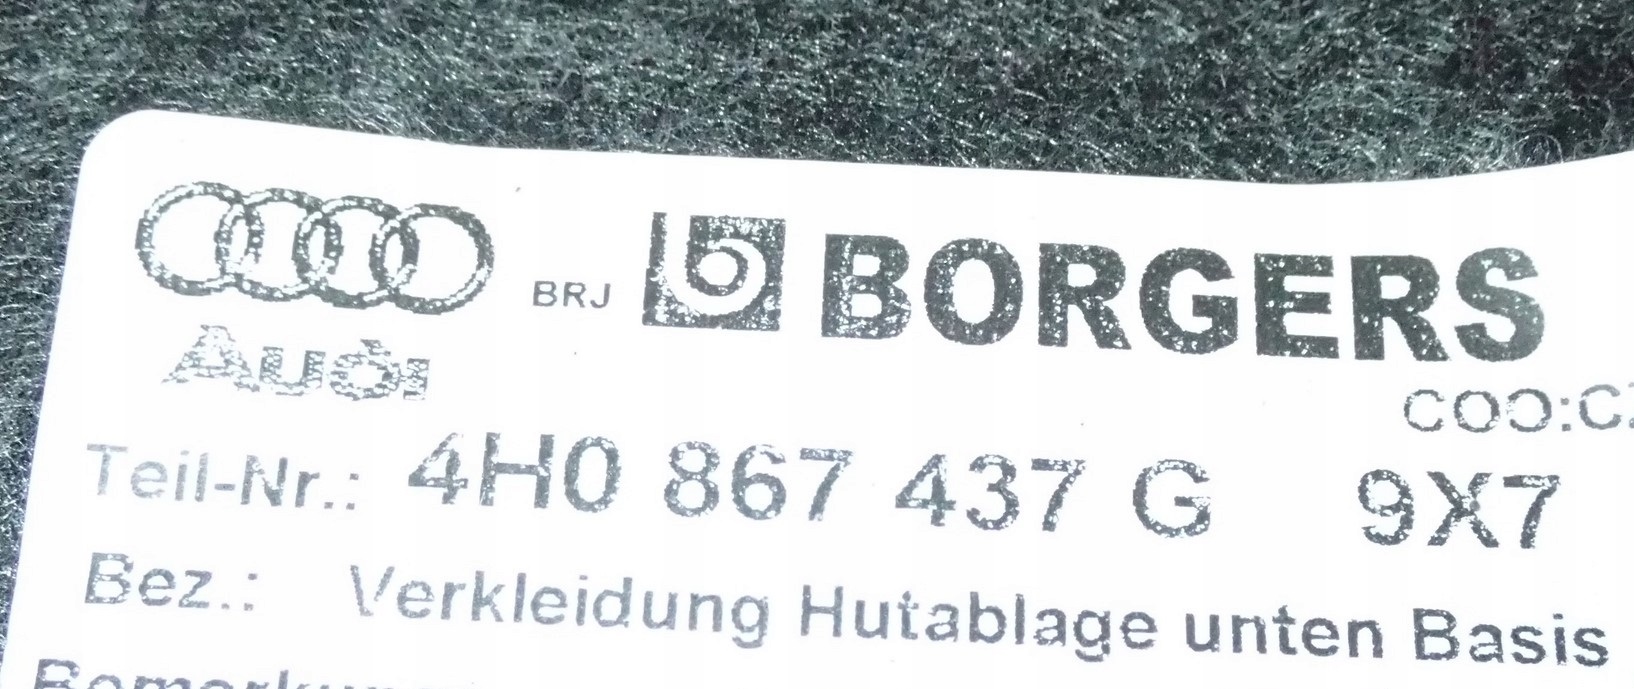 BRJ BORGERS
Audi
COO:C
Teil-Nr.: 4H0 867 437 G 9X7
Bez.: Verkleidung Hutablage unten Basis